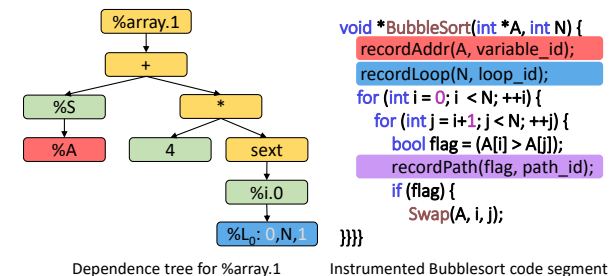 %array.1
+
%S
*
%A
4
sext
%i.0
%L₀: 0,N,1
Dependence tree for %array.1
void *BubbleSort(int *A, int N) {
recordAddr(A, variable_id);
recordLoop(N, loop_id);
for (int i = 0; i < N; ++i) {
for (int j = i+1; j < N; ++j) {
bool flag = (A[i] > A[j]);
recordPath(flag, path_id);
if (flag) {
Swap(A, i, j);
}}}}
Instrumented Bubblesort code segment